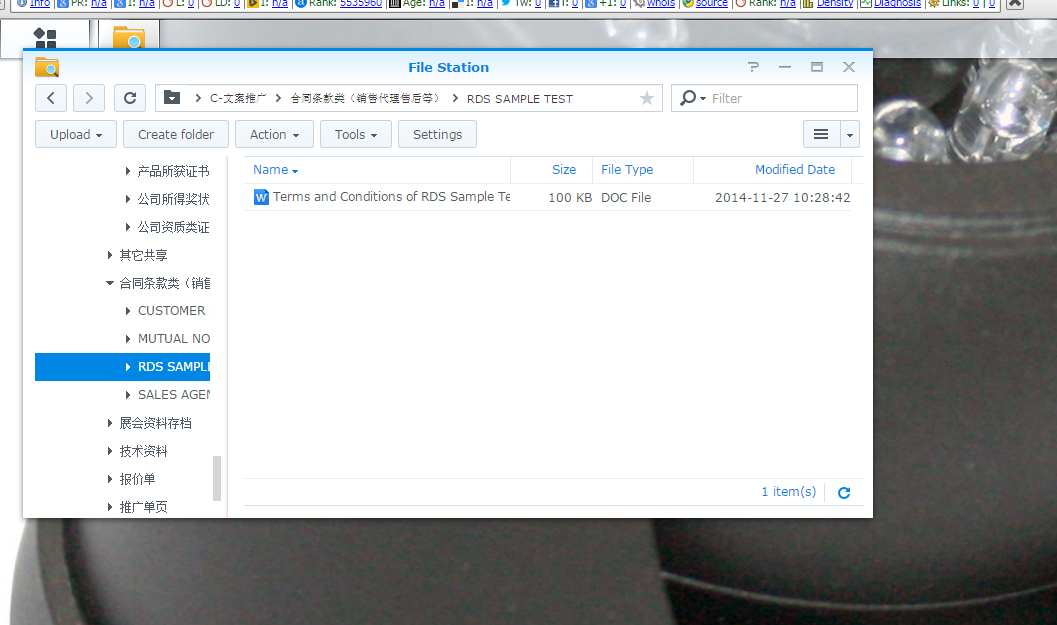 Info PR: n/a I: n/a L: 0 LD: 0 I: n/a Rank: 5535960 Age: n/a I: n/a Tw: 0 l: 0 +1: 0 whois source Rank: n/a Density Diagnosis Links: 0 | 0
File Station
C-文案推广 合同条款类（销售代理售后等） RDS SAMPLE TEST Filter
Upload Create folder Action Tools Settings
Name Size File Type Modified Date
Terms and Conditions of RDS Sample Te 100 KB DOC File 2014-11-27 10:28:42
产品所获证书
公司所得奖状
公司资质类证
其它共享
合同条款类（销售
CUSTOMER
MUTUAL NO
RDS SAMPLE
SALES AGEN
展会资料存档
技术资料
报价单
推广单页
1 item(s)